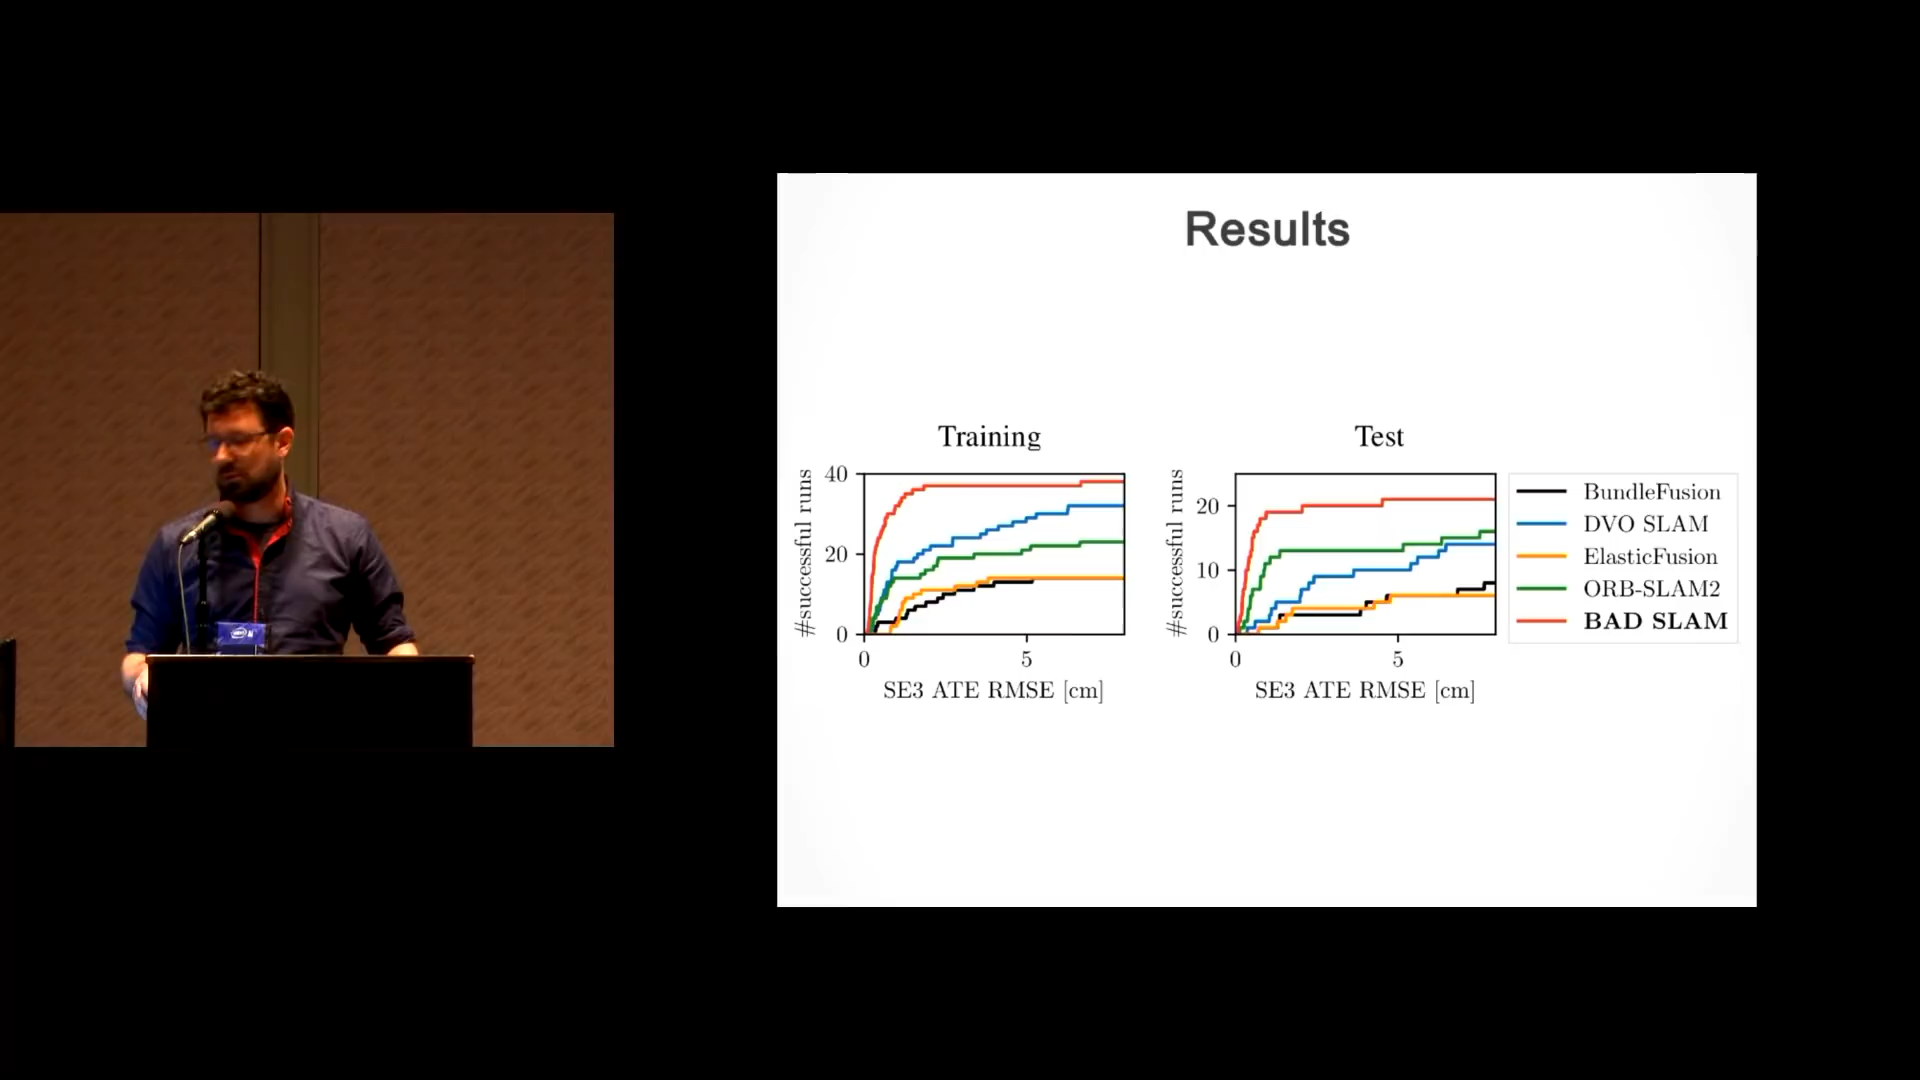 Results
Training
Test
#successful runs
40
20
0
0
5
SE3 ATE RMSE [cm]
#successful runs
20
10
0
0
5
SE3 ATE RMSE [cm]
BundleFusion
DVO SLAM
ElasticFusion
ORB-SLAM2
BAD SLAM